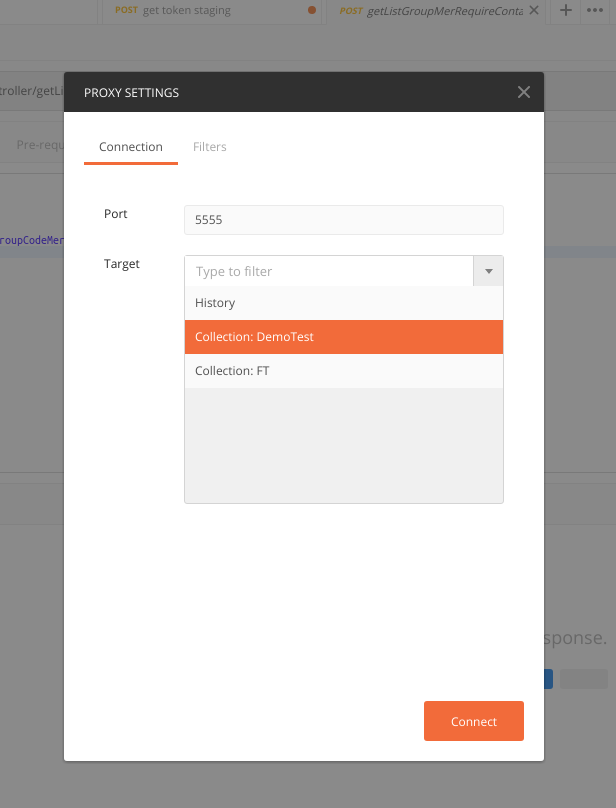 POST get token staging
POST getListGroupMerRequireConta
troller/getLi
PROXY SETTINGS
Pre-requ
Connection
Filters
Port
5555
roupCodeMer
Target
Type to filter
History
Collection: DemoTest
Collection: FT
sponse.
Connect